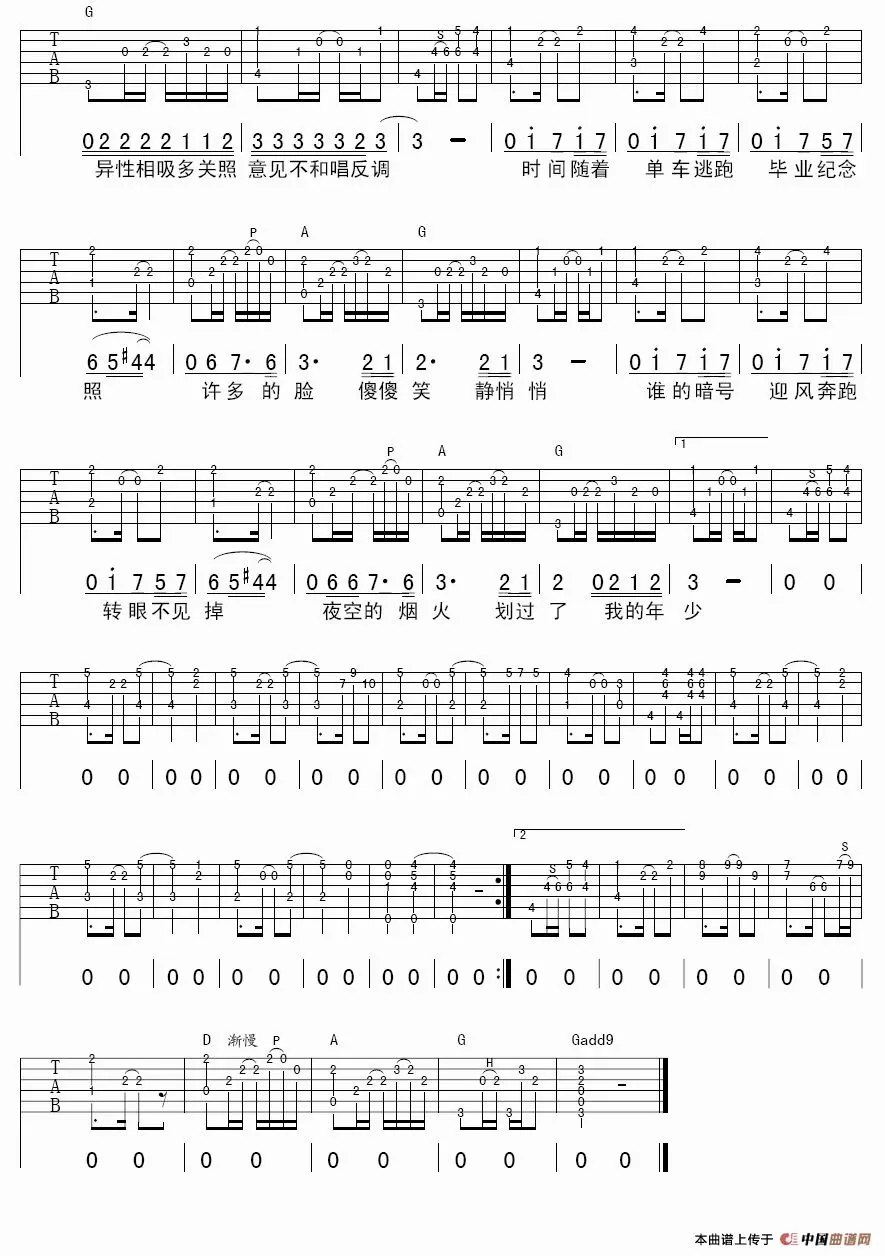 G
0 2 2 2 2 1 1 2 3 3 3 3 3 2 3 3 – 0 1 7 1 7 0 1 7 1 7 0 1 7 5 7
异性相吸多关照 意见不和唱反调 时间随着 单车逃跑 毕业纪念
P A G
6 5 #4 4 0 6 7· 6 3· 2 1 2· 2 1 3 – 0 1 7 1 7 0 1 7 1 7
照 许多的脸 傻傻笑 静悄悄 谁的暗号 迎风奔跑
P A G 1
0 1 7 5 7 6 5 #4 4 0 6 6 7· 6 3· 2 1 2 0 2 1 2 3 – 0 0
转眼不见掉 夜空的烟火 划过了 我的年少
0 0 0 0 0 0 0 0 0 0 0 0 0 0 0 0 0 0 0 0
2 S
0 0 0 0 0 0 0 0 0 0 0 0 0 0 0 0 0 0 0 0
D 渐慢 P A G H Gadd9
0 0 0 0 0 0 0 0 0 0
本曲谱上传于 中国曲谱网